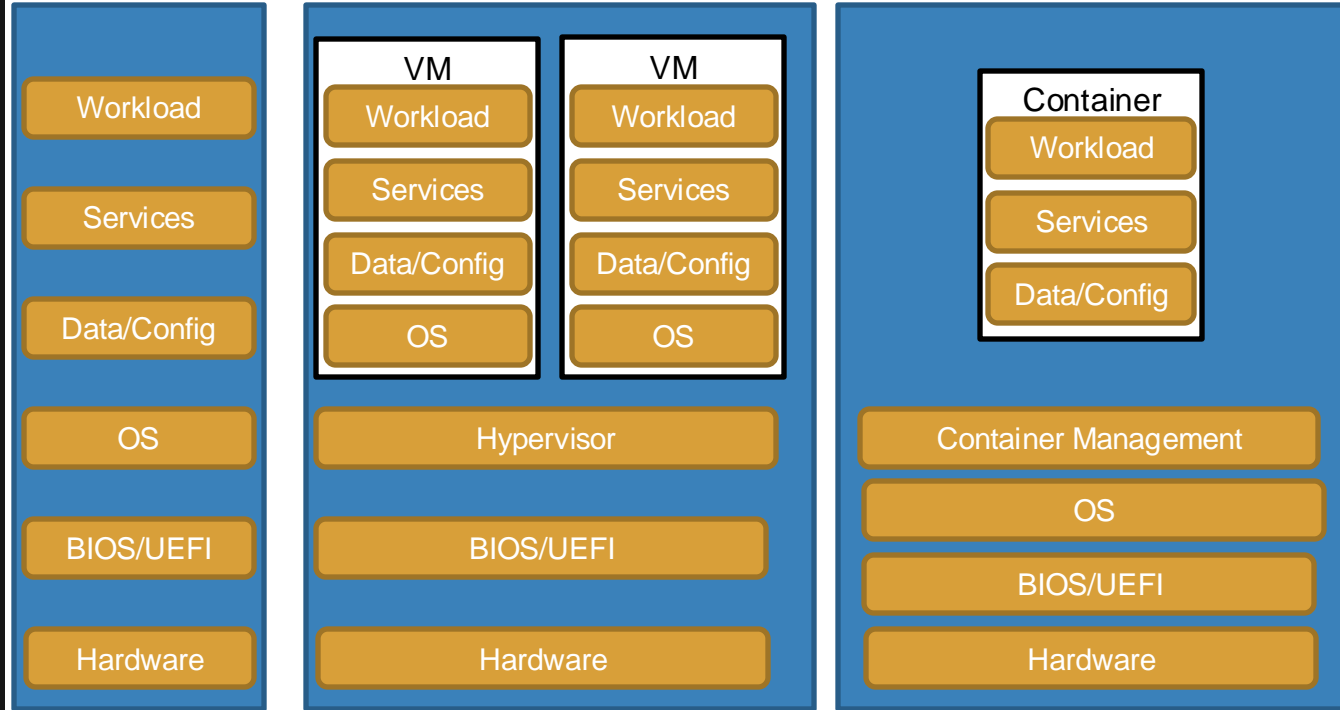 Workload
Services
Data/Config
OS
BIOS/UEFI
Hardware
VM
Workload
Services
Data/Config
OS
VM
Workload
Services
Data/Config
OS
Hypervisor
BIOS/UEFI
Hardware
Container
Workload
Services
Data/Config
Container Management
OS
BIOS/UEFI
Hardware